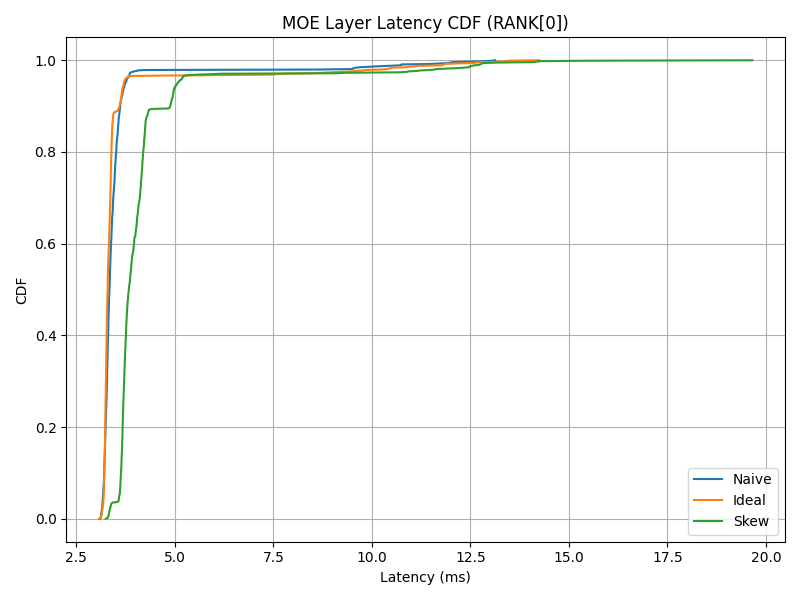 MOE Layer Latency CDF (RANK[0])
1.0
0.8
0.6
0.4
0.2
0.0
CDF
2.5 5.0 7.5 10.0 12.5 15.0 17.5 20.0
Latency (ms)
Naive
Ideal
Skew